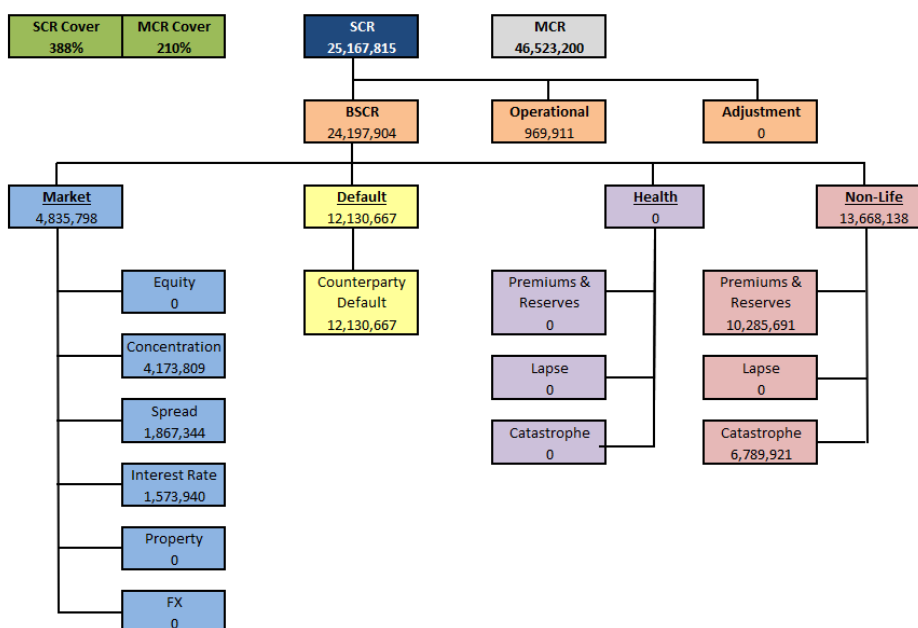 SCR Cover
388%
MCR Cover
210%
SCR
25,167,815
MCR
46,523,200
BSCR
24,197,904
Operational
969,911
Adjustment
0
Market
4,835,798
Default
12,130,667
Health
0
Non-Life
13,668,138
Equity
0
Concentration
4,173,809
Spread
1,867,344
Interest Rate
1,573,940
Property
0
FX
0
Counterparty
Default
12,130,667
Premiums &
Reserves
0
Lapse
0
Catastrophe
0
Premiums &
Reserves
10,285,691
Lapse
0
Catastrophe
6,789,921